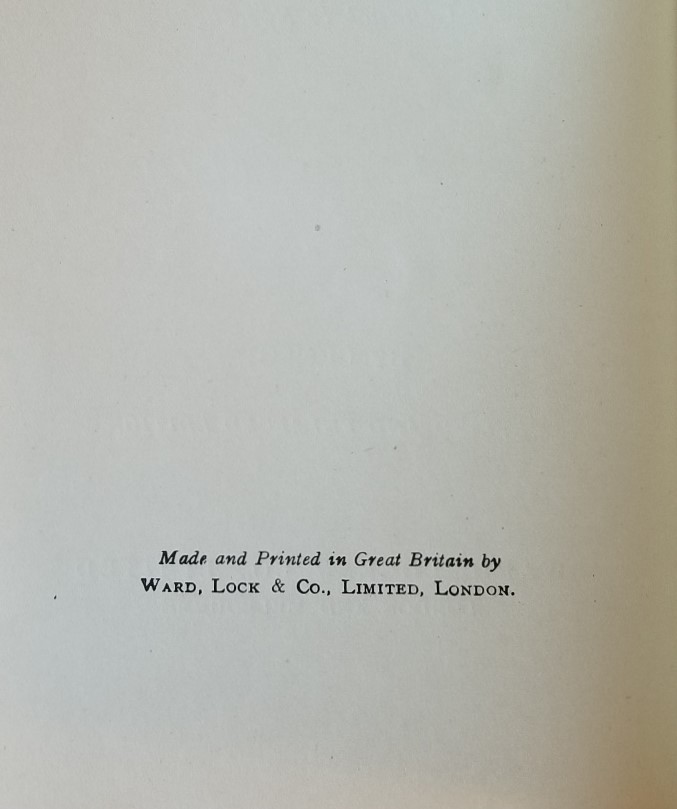 Made and Printed in Great Britain by
WARD, LOCK & CO., LIMITED, LONDON.